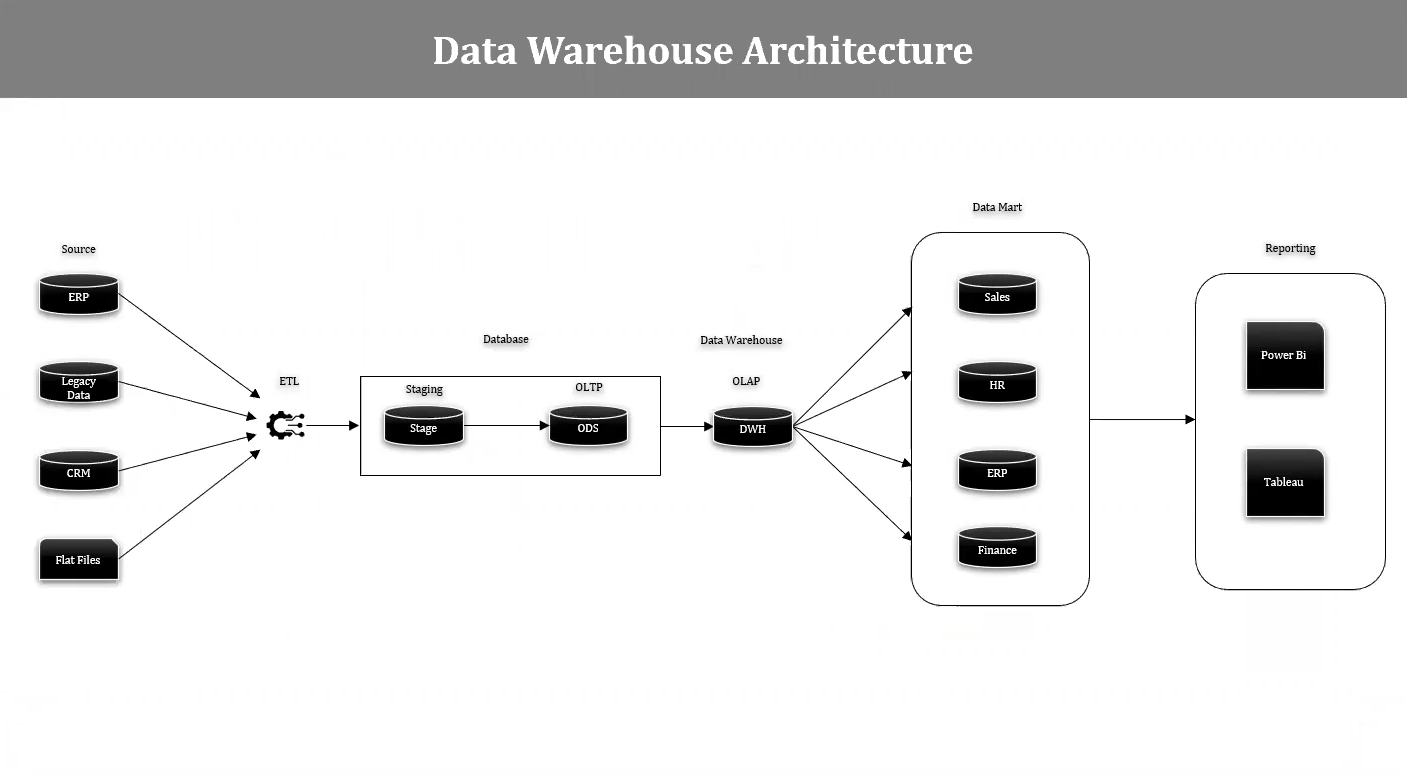 Data Warehouse Architecture
Source
ERP
Legacy
Data
CRM
Flat Files
ETL
Database
Staging
Stage
OLTP
ODS
Data Warehouse
OLAP
DWH
Data Mart
Sales
HR
ERP
Finance
Reporting
Power Bi
Tableau